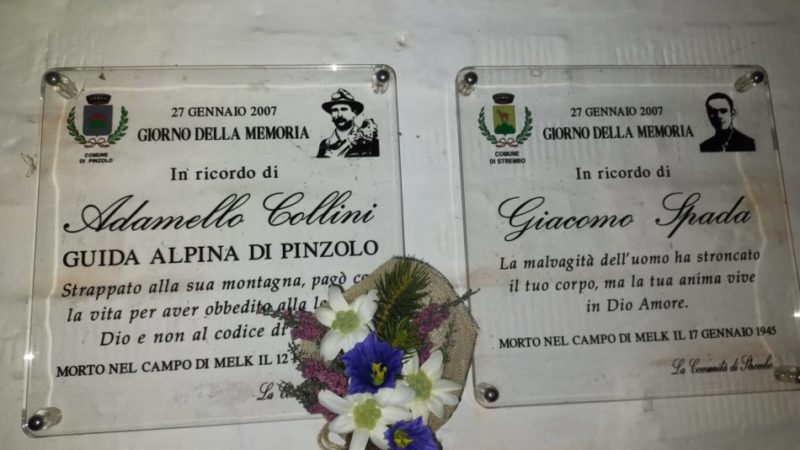 27 GENNAIO 2007
GIORNO DELLA MEMORIA
COMUNE
DI PINZOLO
In ricordo di
Adamello Collini
GUIDA ALPINA DI PINZOLO
Strappato alla sua montagna, pagò
la vita per aver obbedito alla
Dio e non al codice di
MORTO NEL CAMPO DI MELK IL 12
La
27 GENNAIO 2007
GIORNO DELLA MEMORIA
COMUNE
DI STREMBO
In ricordo di
Giacomo Spada
La malvagità dell'uomo ha stroncato
il tuo corpo, ma la tua anima vive
in Dio Amore.
MORTO NEL CAMPO DI MELK IL 17 GENNAIO 1945
La Comunità di Strembo